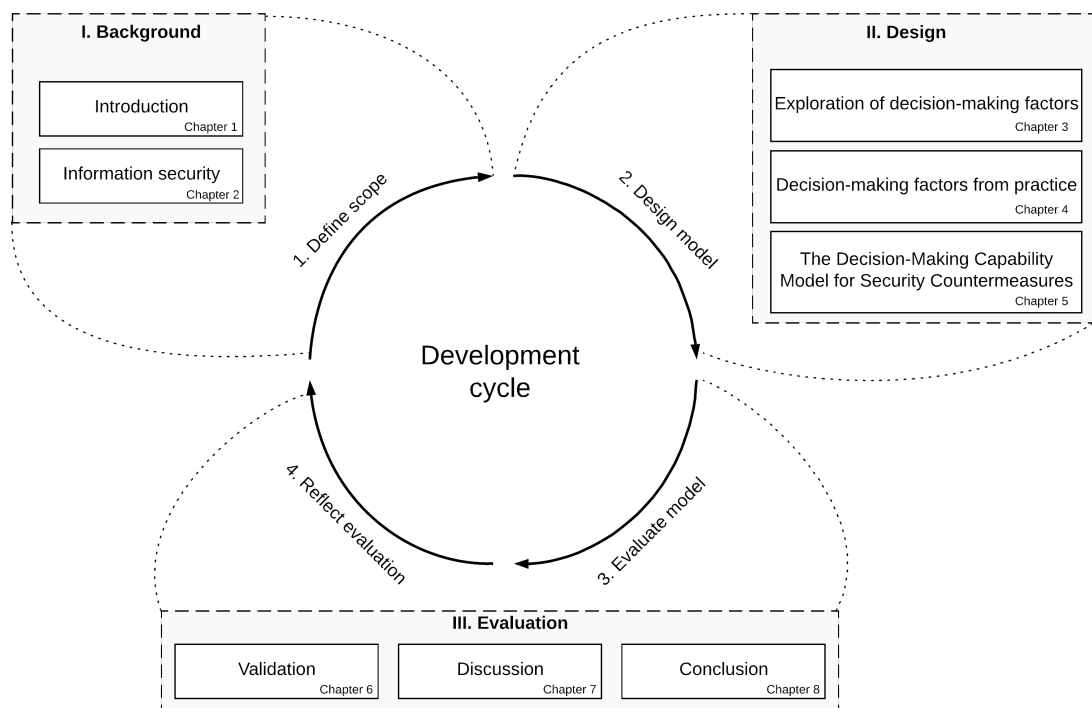 I. Background
Introduction
Chapter 1
Information security
Chapter 2
II. Design
Exploration of decision-making factors
Chapter 3
Decision-making factors from practice
Chapter 4
The Decision-Making Capability
Model for Security Countermeasures
Chapter 5
1. Define scope
2. Design model
Development
cycle
3. Evaluate model
4. Reflect evaluation
III. Evaluation
Validation
Chapter 6
Discussion
Chapter 7
Conclusion
Chapter 8